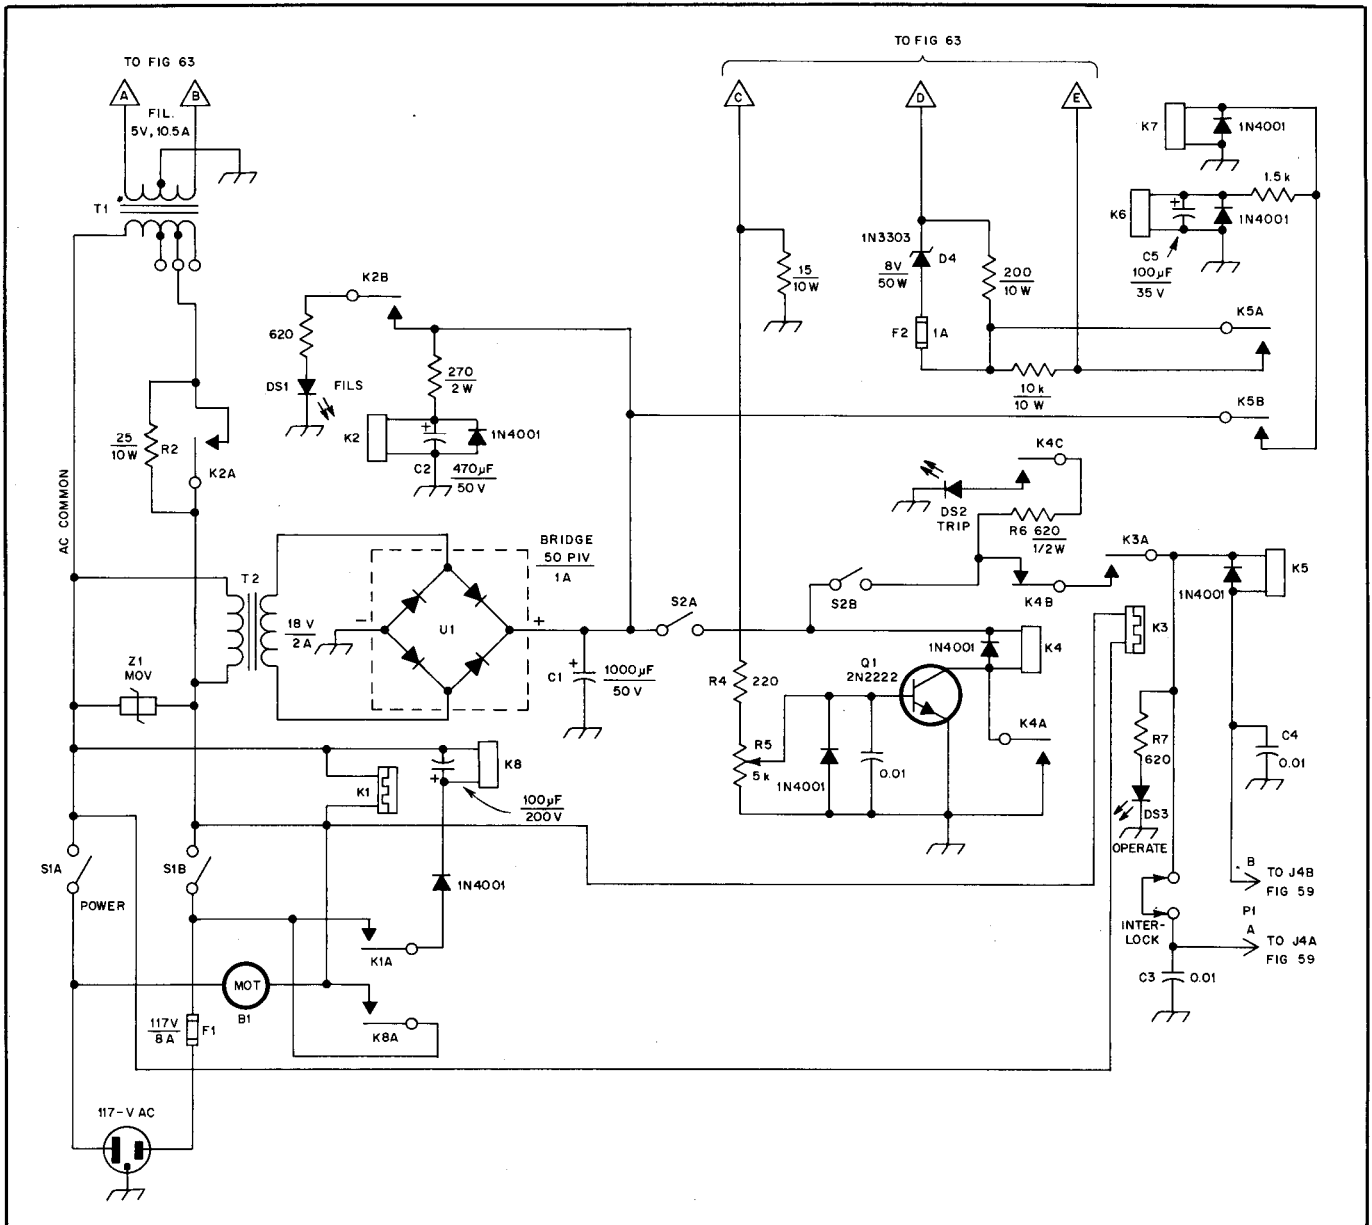 TO FIG 63
A
B
FIL.
5V, 10.5A
T1
TO FIG 63
C
D
E
K7
1N4001
1.5k
K6
+
1N4001
C5
100µF
35 V
1N3303
D4
8V
50W
200
10 W
15
10W
F2
1A
K5A
10 k
10 W
K5B
K2B
620
DS1
FILS
270
2 W
K2
+
1N4001
C2
470µF
50 V
25
10W
R2
K2A
AC COMMON
K4C
DS2
TRIP
R6 620
1/2W
K3A
K4B
1N4001
K5
T2
18 V
2A
BRIDGE
50 PIV
1A
–
U1
+
S2A
S2B
K3
1N4001
K4
Z1
MOV
+
C1
1000µF
50 V
Q1
2N2222
R4
220
K4A
R5
5k
1N4001
0.01
R7
620
DS3
OPERATE
C4
0.01
K8
K1
+
100µF
200V
S1A
S1B
POWER
1N4001
K1A
B
TO J4B
FIG 59
P1
A
TO J4A
FIG 59
INTER-
LOCK
C3
0.01
MOT
B1
117V
8A
F1
K8A
117-V AC